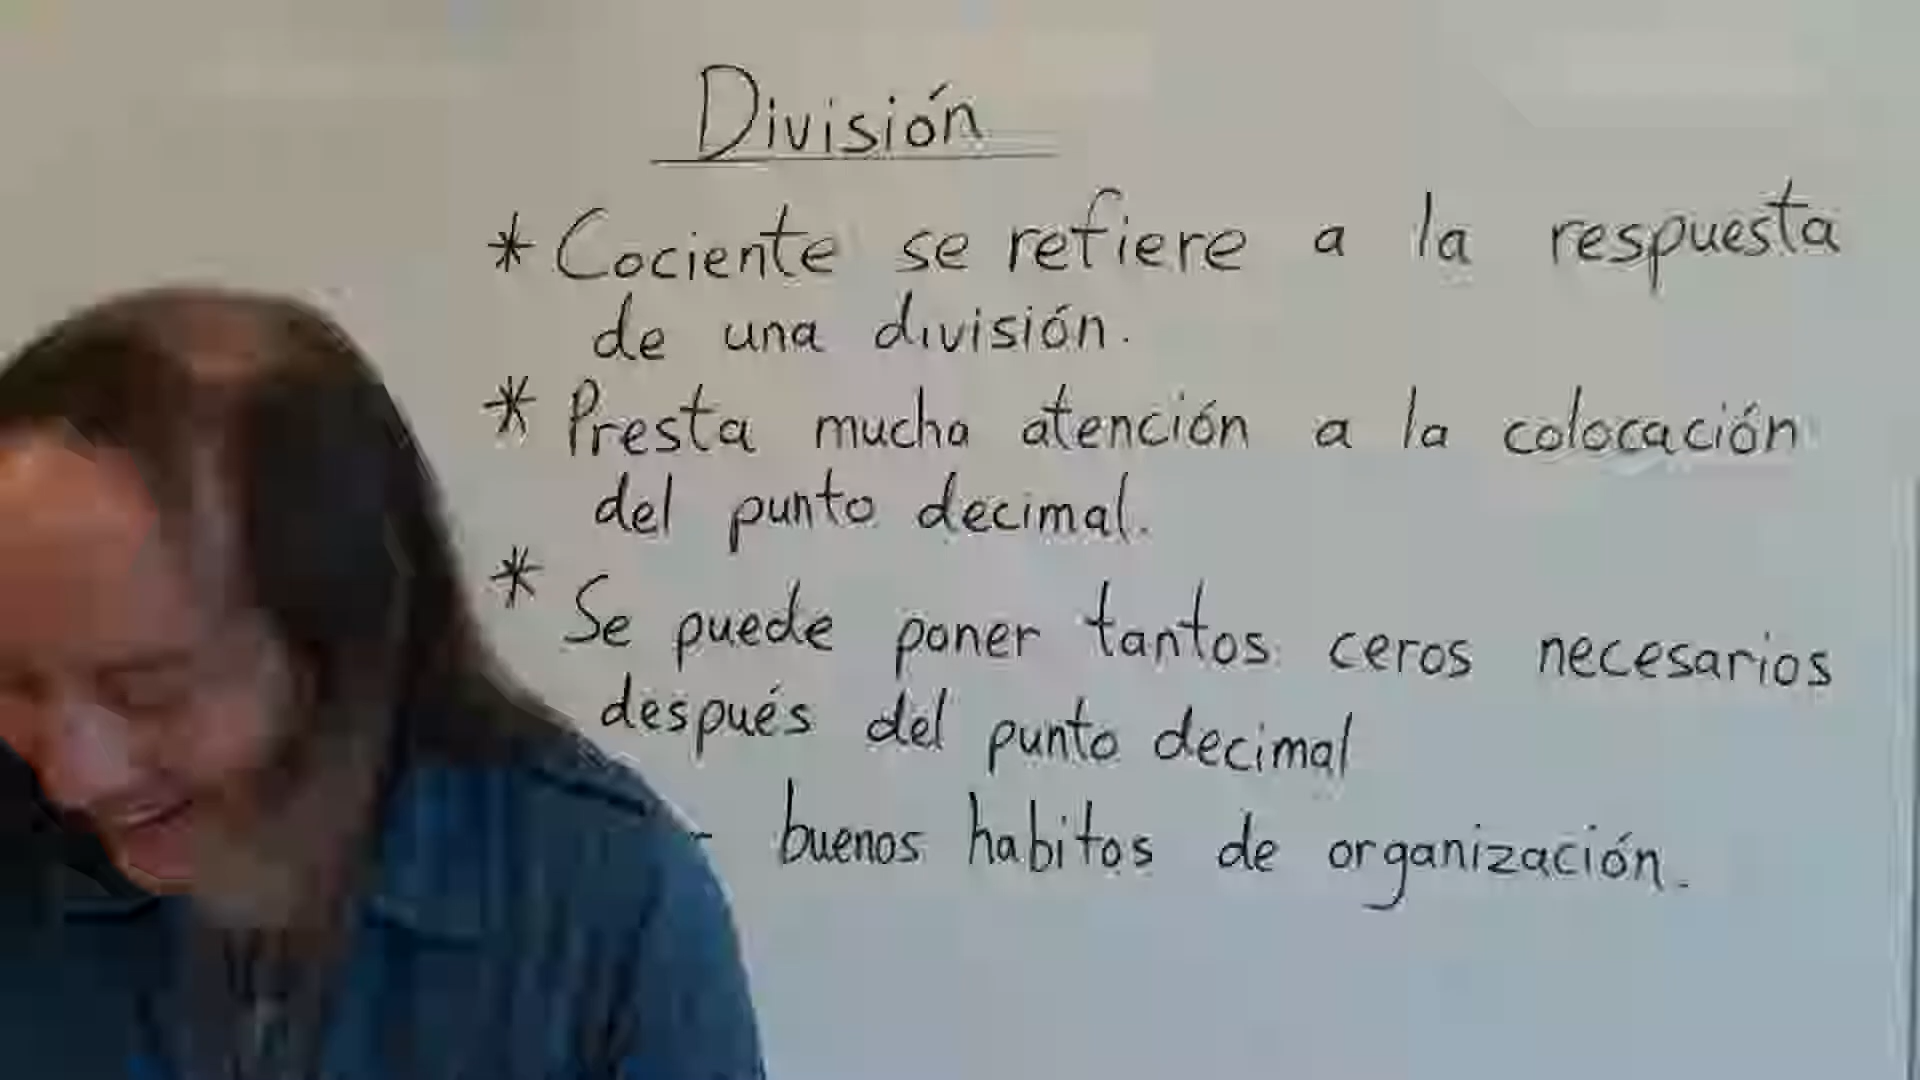 División
* Cociente se refiere a la respuesta
de una división.
* Presta mucha atención a la colocación
del punto decimal.
* Se puede poner tantos ceros necesarios
después del punto decimal
- buenos habitos de organización.